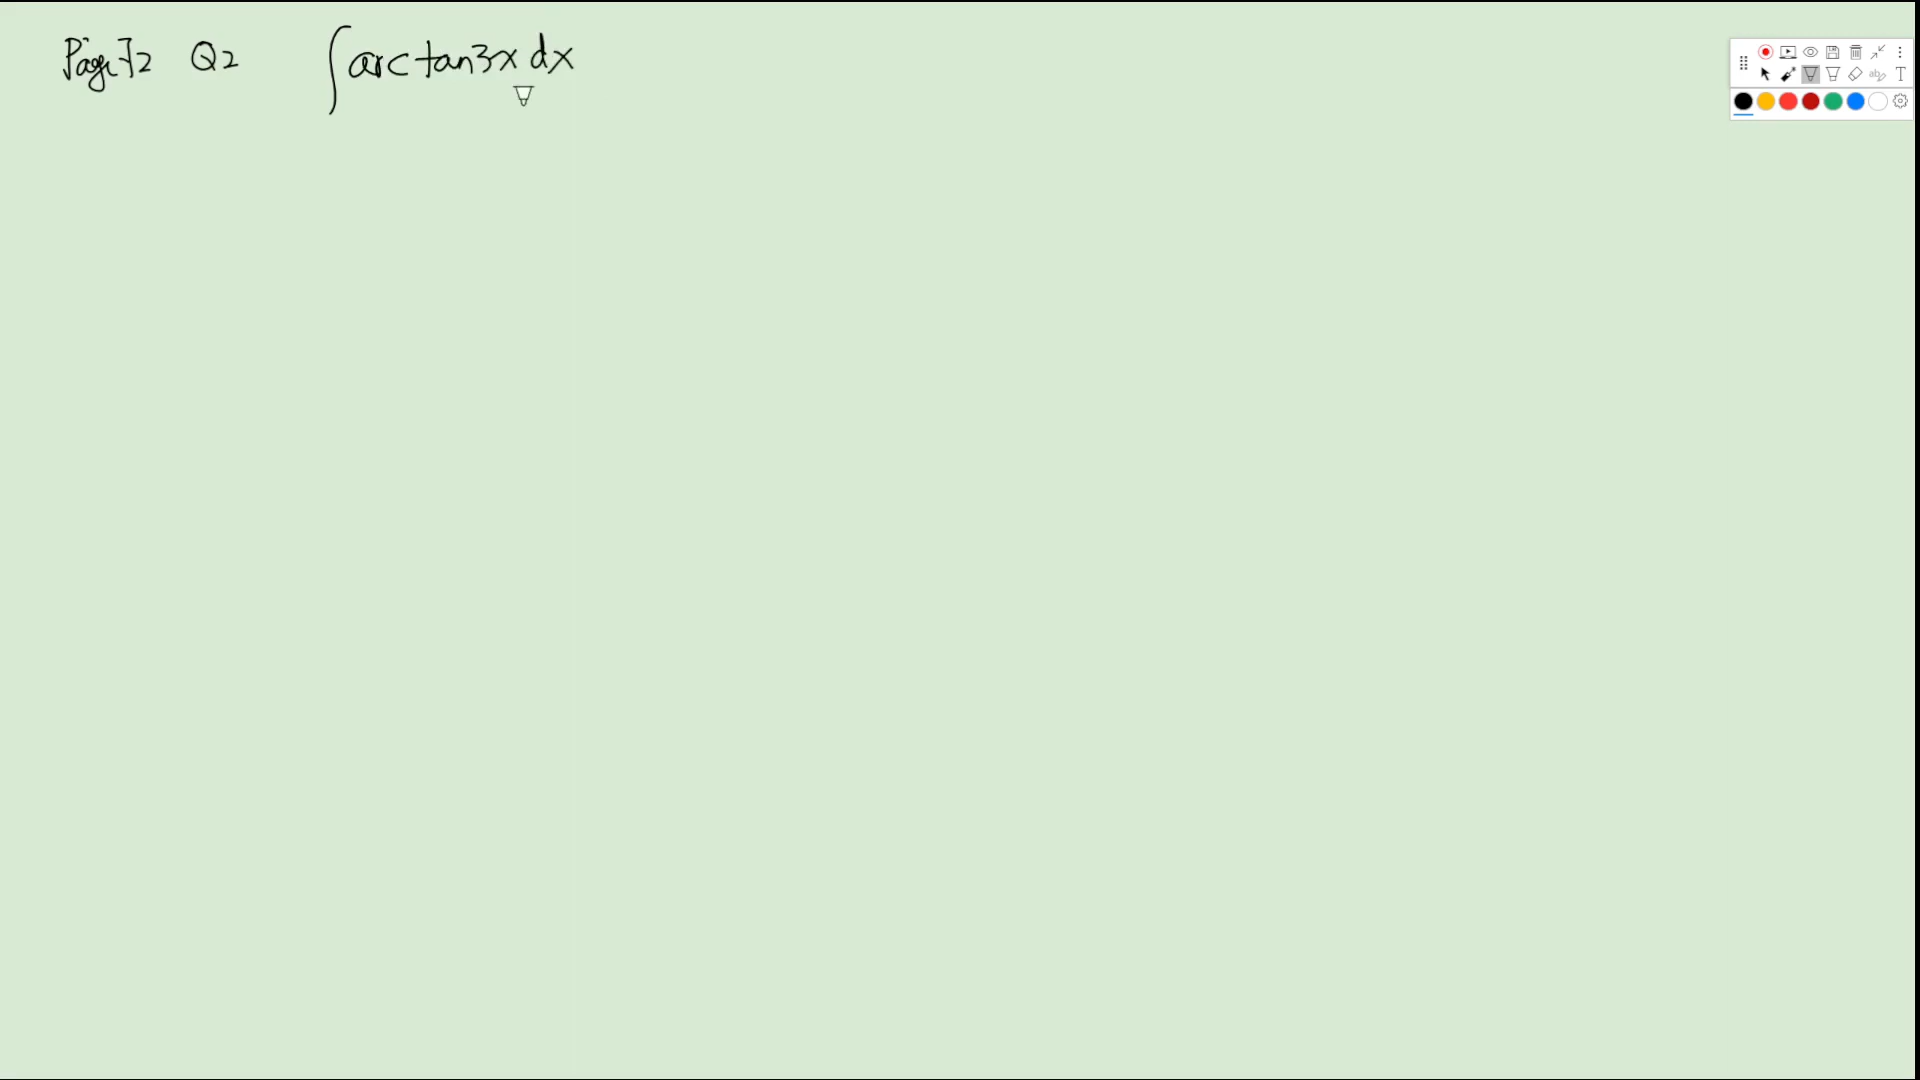 Page 72 Q2 ∫arctan3x dx